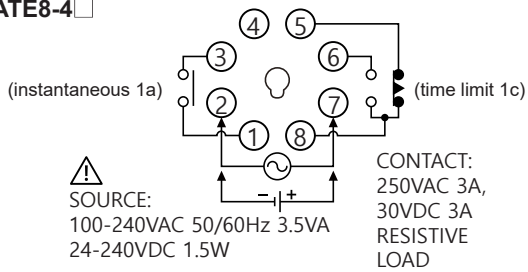 ATE8-4□
4 5
3 6
(instantaneous 1a) (time limit 1c)
2 7
1 8
− +
SOURCE:
100-240VAC 50/60Hz 3.5VA
24-240VDC 1.5W
CONTACT:
250VAC 3A,
30VDC 3A
RESISTIVE
LOAD